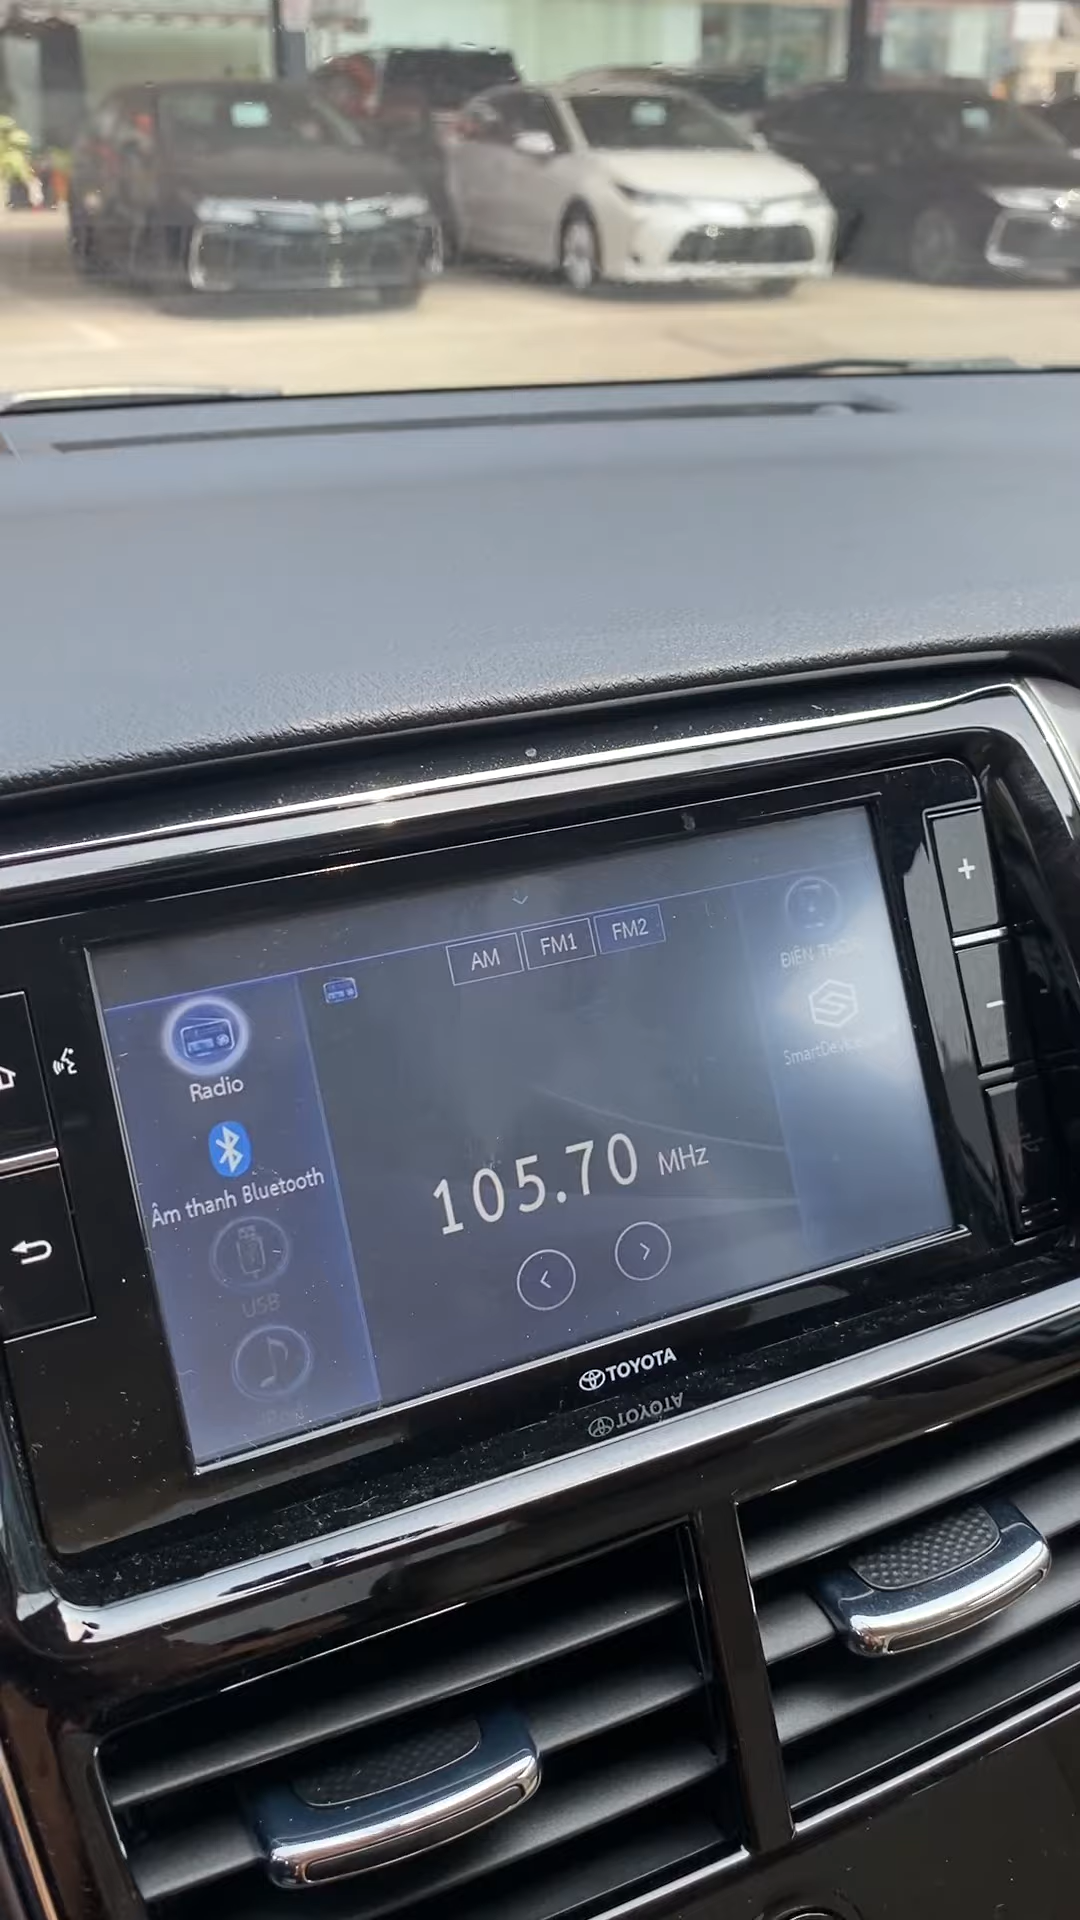 AM FM1 FM2
Radio
Âm thanh Bluetooth
USB
ĐIỆN THOẠI
SmartDevice
105.70 MHz
TOYOTA